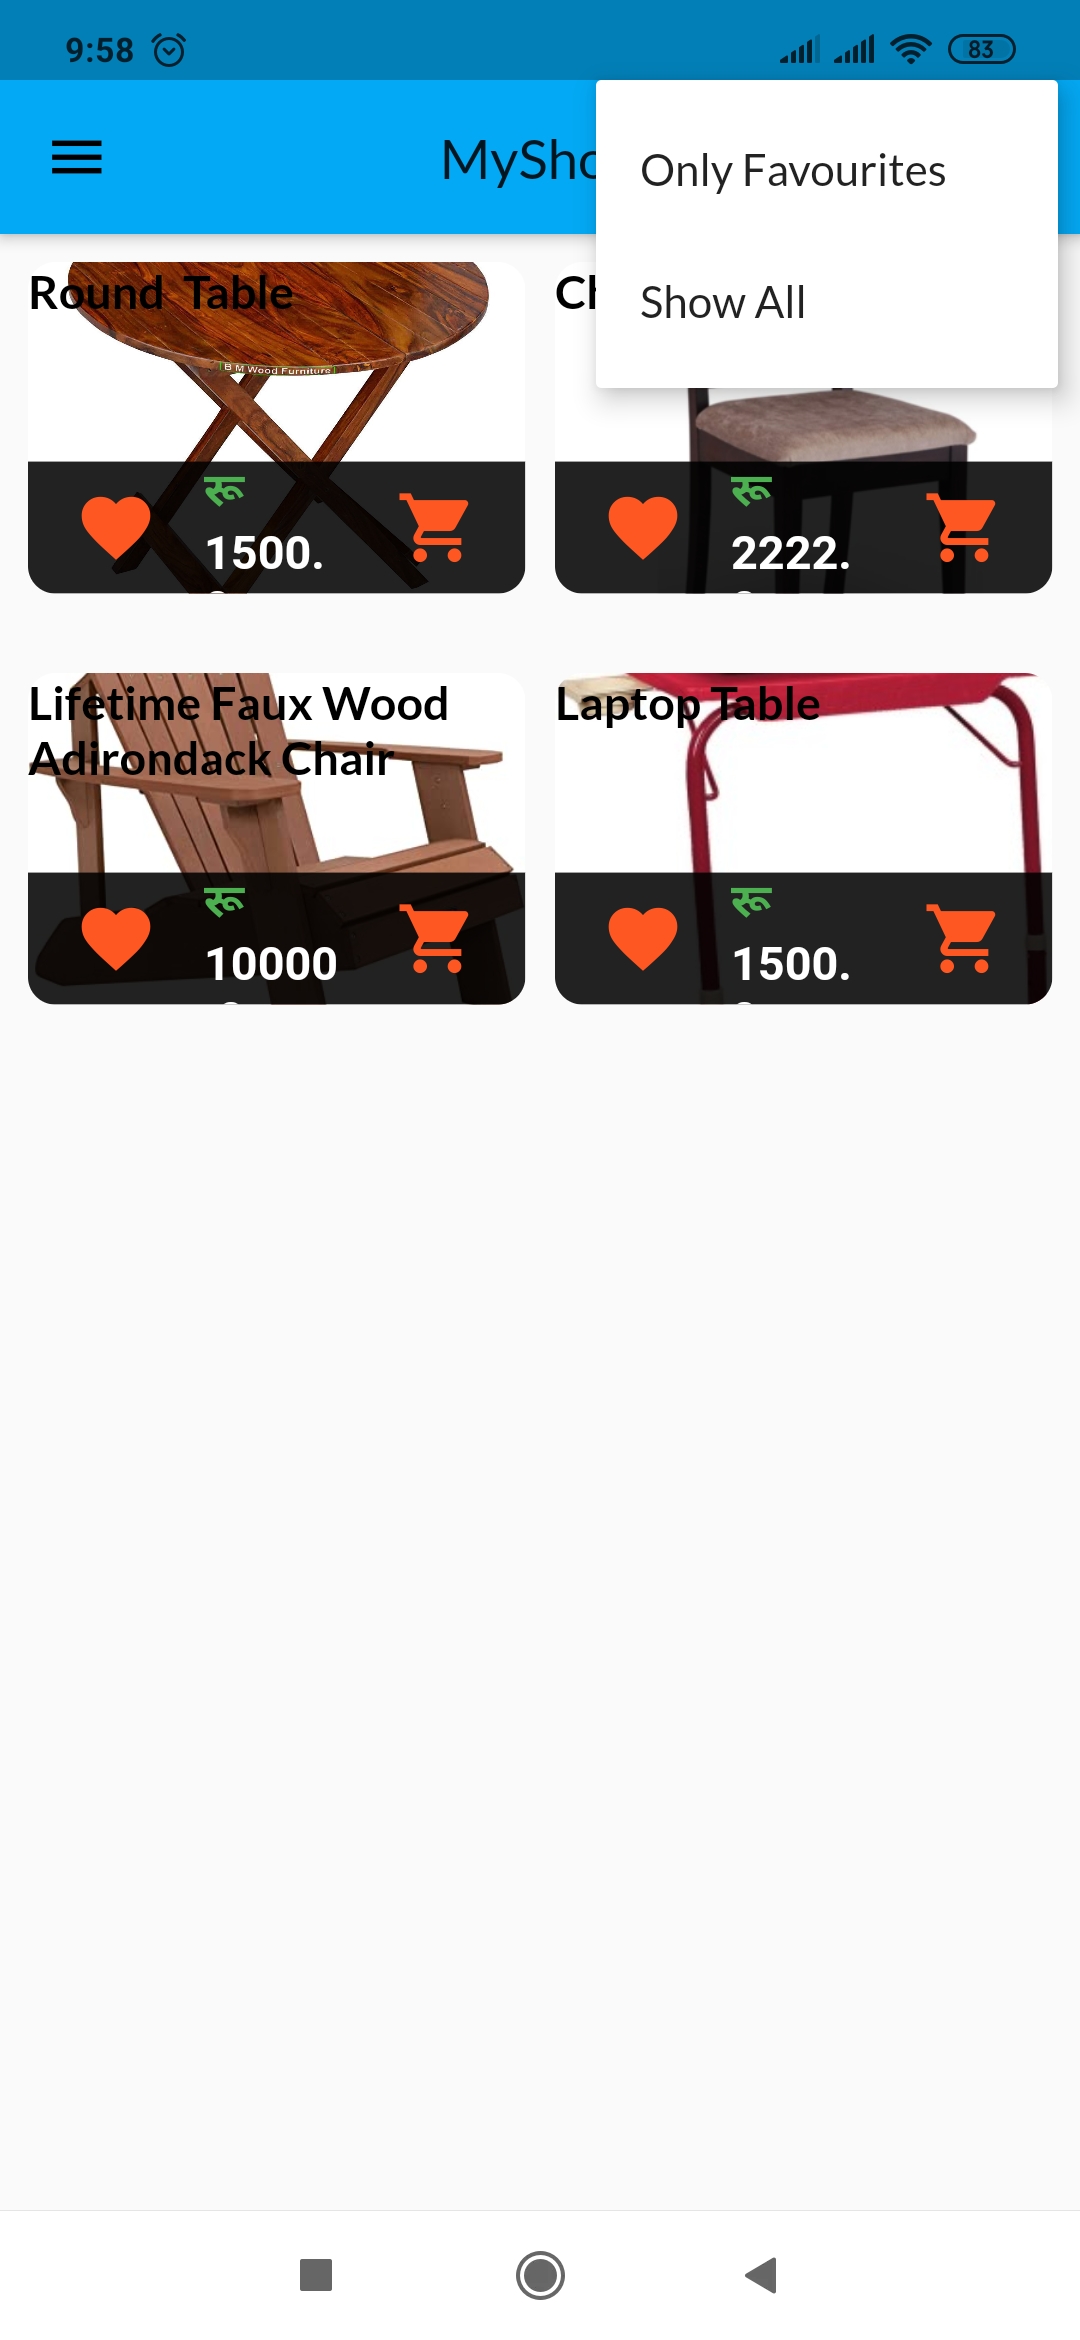 9:58
83
MySho
Only Favourites
Show All
Round Table
B M Wood Furniture
रू
1500.
रू
2222.
Lifetime Faux Wood
Adirondack Chair
रू
10000
Laptop Table
रू
1500.